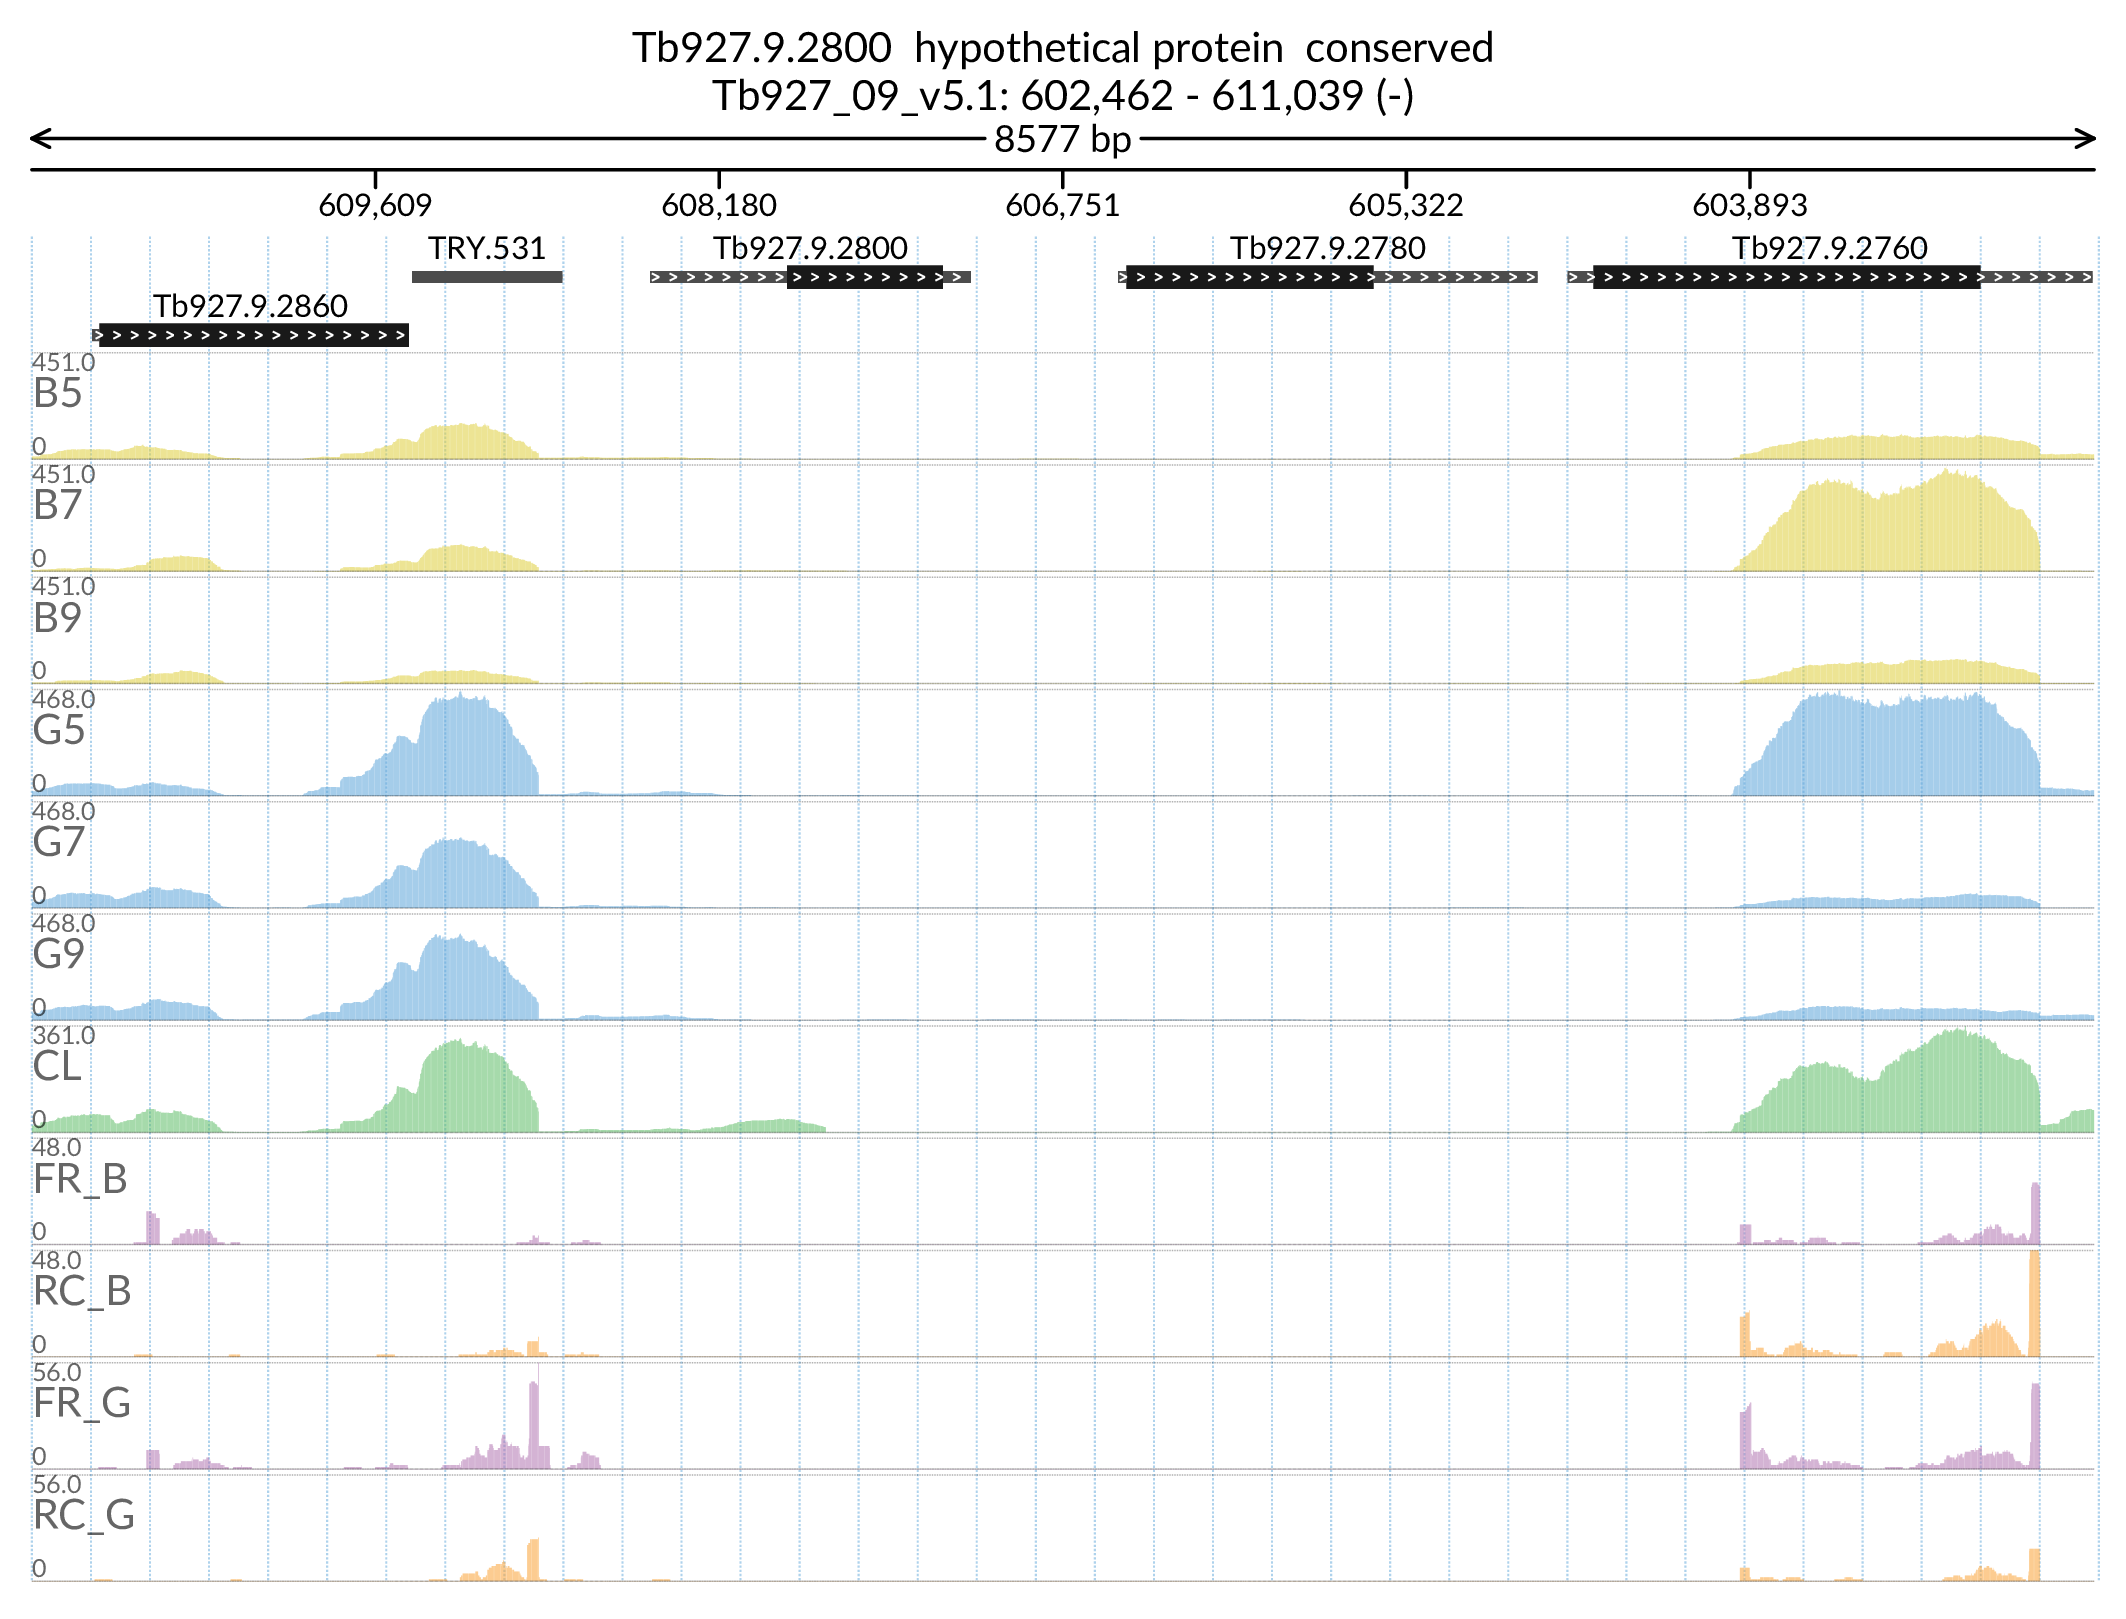 Tb927.9.2800  hypothetical protein  conserved
Tb927_09_v5.1: 602,462 - 611,039 (-)
8577 bp
609,609 608,180 606,751 605,322 603,893
TRY.531 Tb927.9.2800 Tb927.9.2780 Tb927.9.2760
Tb927.9.2860
451.0
B5
0
451.0
B7
0
451.0
B9
0
468.0
G5
0
468.0
G7
0
468.0
G9
0
361.0
CL
0
48.0
FR_B
0
48.0
RC_B
0
56.0
FR_G
0
56.0
RC_G
0